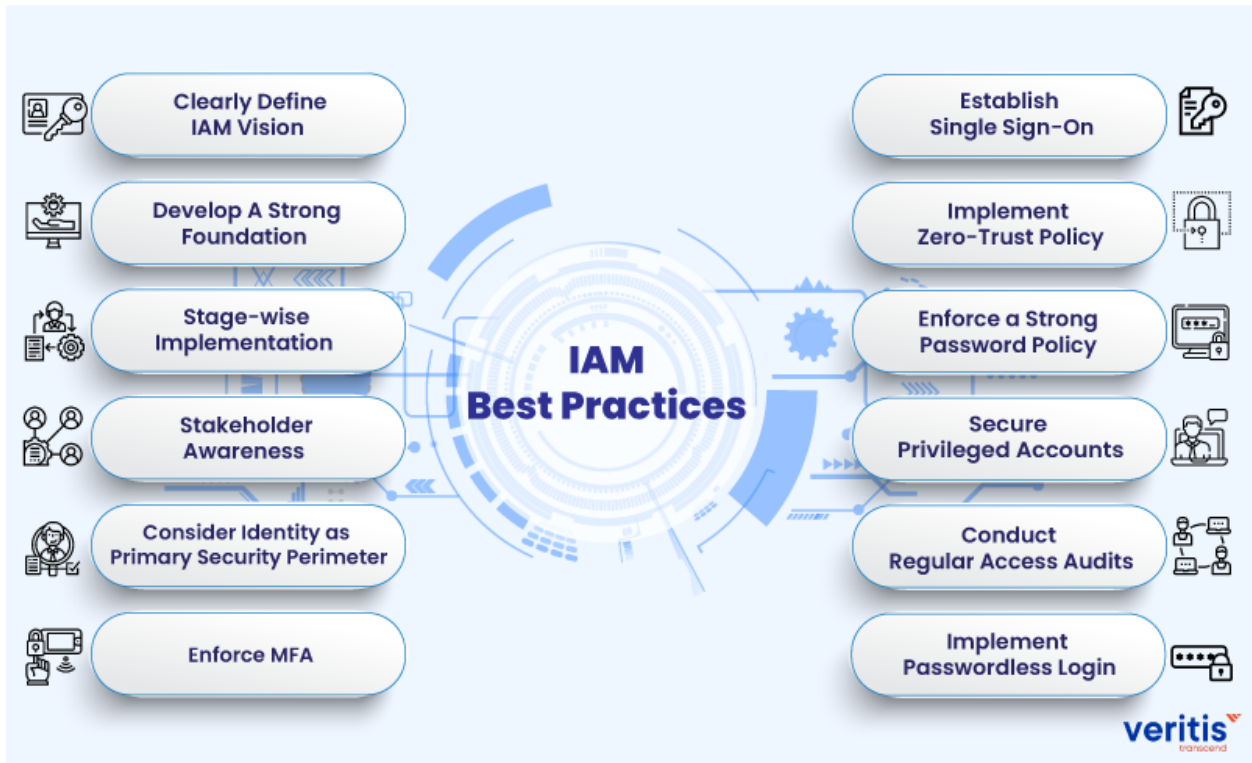 Clearly Define
IAM Vision
Develop A Strong
Foundation
Stage-wise
Implementation
Stakeholder
Awareness
Consider Identity as
Primary Security Perimeter
Enforce MFA
IAM
Best Practices
Establish
Single Sign-On
Implement
Zero-Trust Policy
Enforce a Strong
Password Policy
Secure
Privileged Accounts
Conduct
Regular Access Audits
Implement
Passwordless Login
veritis
transcend